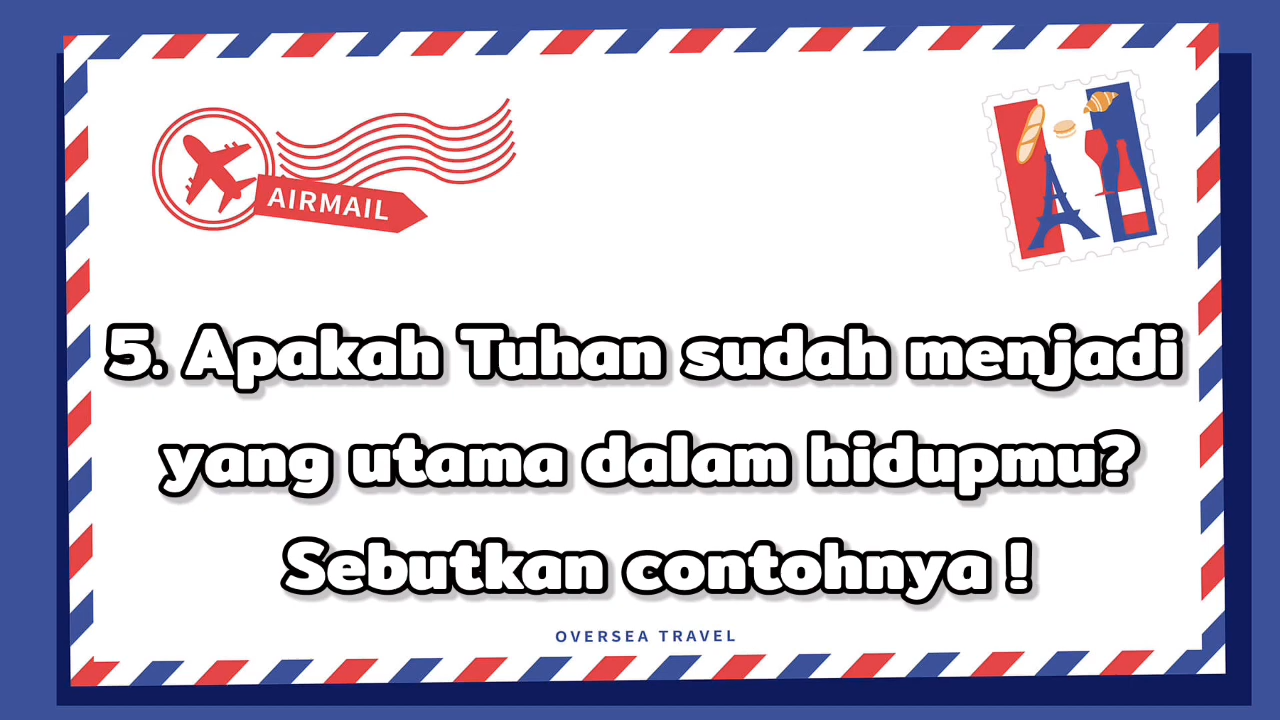 AIRMAIL
5. Apakah Tuhan sudah menjadi
yang utama dalam hidupmu?
Sebutkan contohnya !
OVERSEA TRAVEL